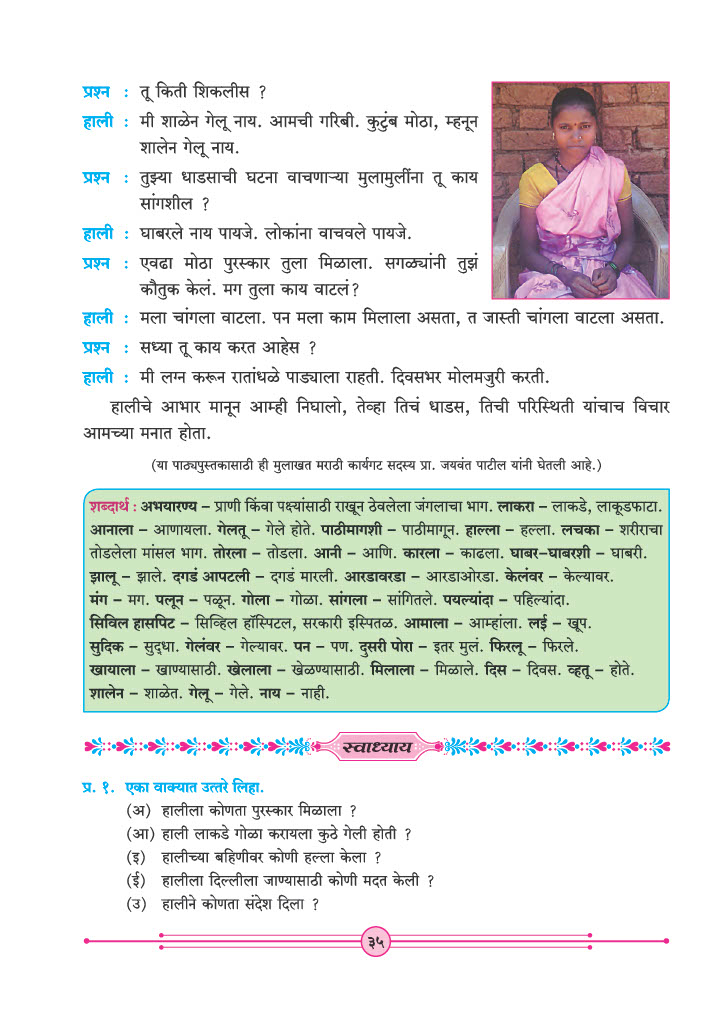 प्रश्न : तू किती शिकलीस ?
हाली : मी शाळेन गेलू नाय. आमची गरिबी. कुटुंब मोठा, म्हनून
शालेन गेलू नाय.
प्रश्न : तुझ्या धाडसाची घटना वाचणाऱ्या मुलामुलींना तू काय
सांगशील ?
हाली : घाबरले नाय पायजे. लोकांना वाचवले पायजे.
प्रश्न : एवढा मोठा पुरस्कार तुला मिळाला. सगळ्यांनी तुझं
कौतुक केलं. मग तुला काय वाटलं?
हाली : मला चांगला वाटला. पन मला काम मिलाला असता, त जास्ती चांगला वाटला असता.
प्रश्न : सध्या तू काय करत आहेस ?
हाली : मी लग्न करून रातांधळे पाड्याला राहती. दिवसभर मोलमजुरी करती.
हालीचे आभार मानून आम्ही निघालो, तेव्हा तिचं धाडस, तिची परिस्थिती यांचाच विचार
आमच्या मनात होता.
(या पाठ्यपुस्तकासाठी ही मुलाखत मराठी कार्यगट सदस्य प्रा. जयवंत पाटील यांनी घेतली आहे.)
शब्दार्थ : अभयारण्य – प्राणी किंवा पक्ष्यांसाठी राखून ठेवलेला जंगलाचा भाग. लाकरा – लाकडे, लाकूडफाटा.
आनाला – आणायला. गेलतू – गेले होते. पाठीमागशी – पाठीमागून. हाल्ला – हल्ला. लचका – शरीराचा
तोडलेला मांसल भाग. तोरला – तोडला. आनी – आणि. कारला – काढला. घाबर–घाबरशी – घाबरी.
झालू – झाले. दगडं आपटली – दगडं मारली. आरडावरडा – आरडाओरडा. केलंवर – केल्यावर.
मंग – मग. पलून – पळून. गोला – गोळा. सांगला – सांगितले. पयल्यांदा – पहिल्यांदा.
सिविल हासपिट – सिव्हिल हॉस्पिटल, सरकारी इस्पितळ. आमाला – आम्हांला. लई – खूप.
सुदिक – सुद्धा. गेलंवर – गेल्यावर. पन – पण. दुसरी पोरा – इतर मुलं. फिरलू – फिरले.
खायाला – खाण्यासाठी. खेलाला – खेळण्यासाठी. मिलाला – मिळाले. दिस – दिवस. व्हतू – होते.
शालेन – शाळेत. गेलू – गेले. नाय – नाही.
स्वाध्याय
प्र. १. एका वाक्यात उत्तरे लिहा.
(अ) हालीला कोणता पुरस्कार मिळाला ?
(आ) हाली लाकडे गोळा करायला कुठे गेली होती ?
(इ) हालीच्या बहिणीवर कोणी हल्ला केला ?
(ई) हालीला दिल्लीला जाण्यासाठी कोणी मदत केली ?
(उ) हालीने कोणता संदेश दिला ?
३५